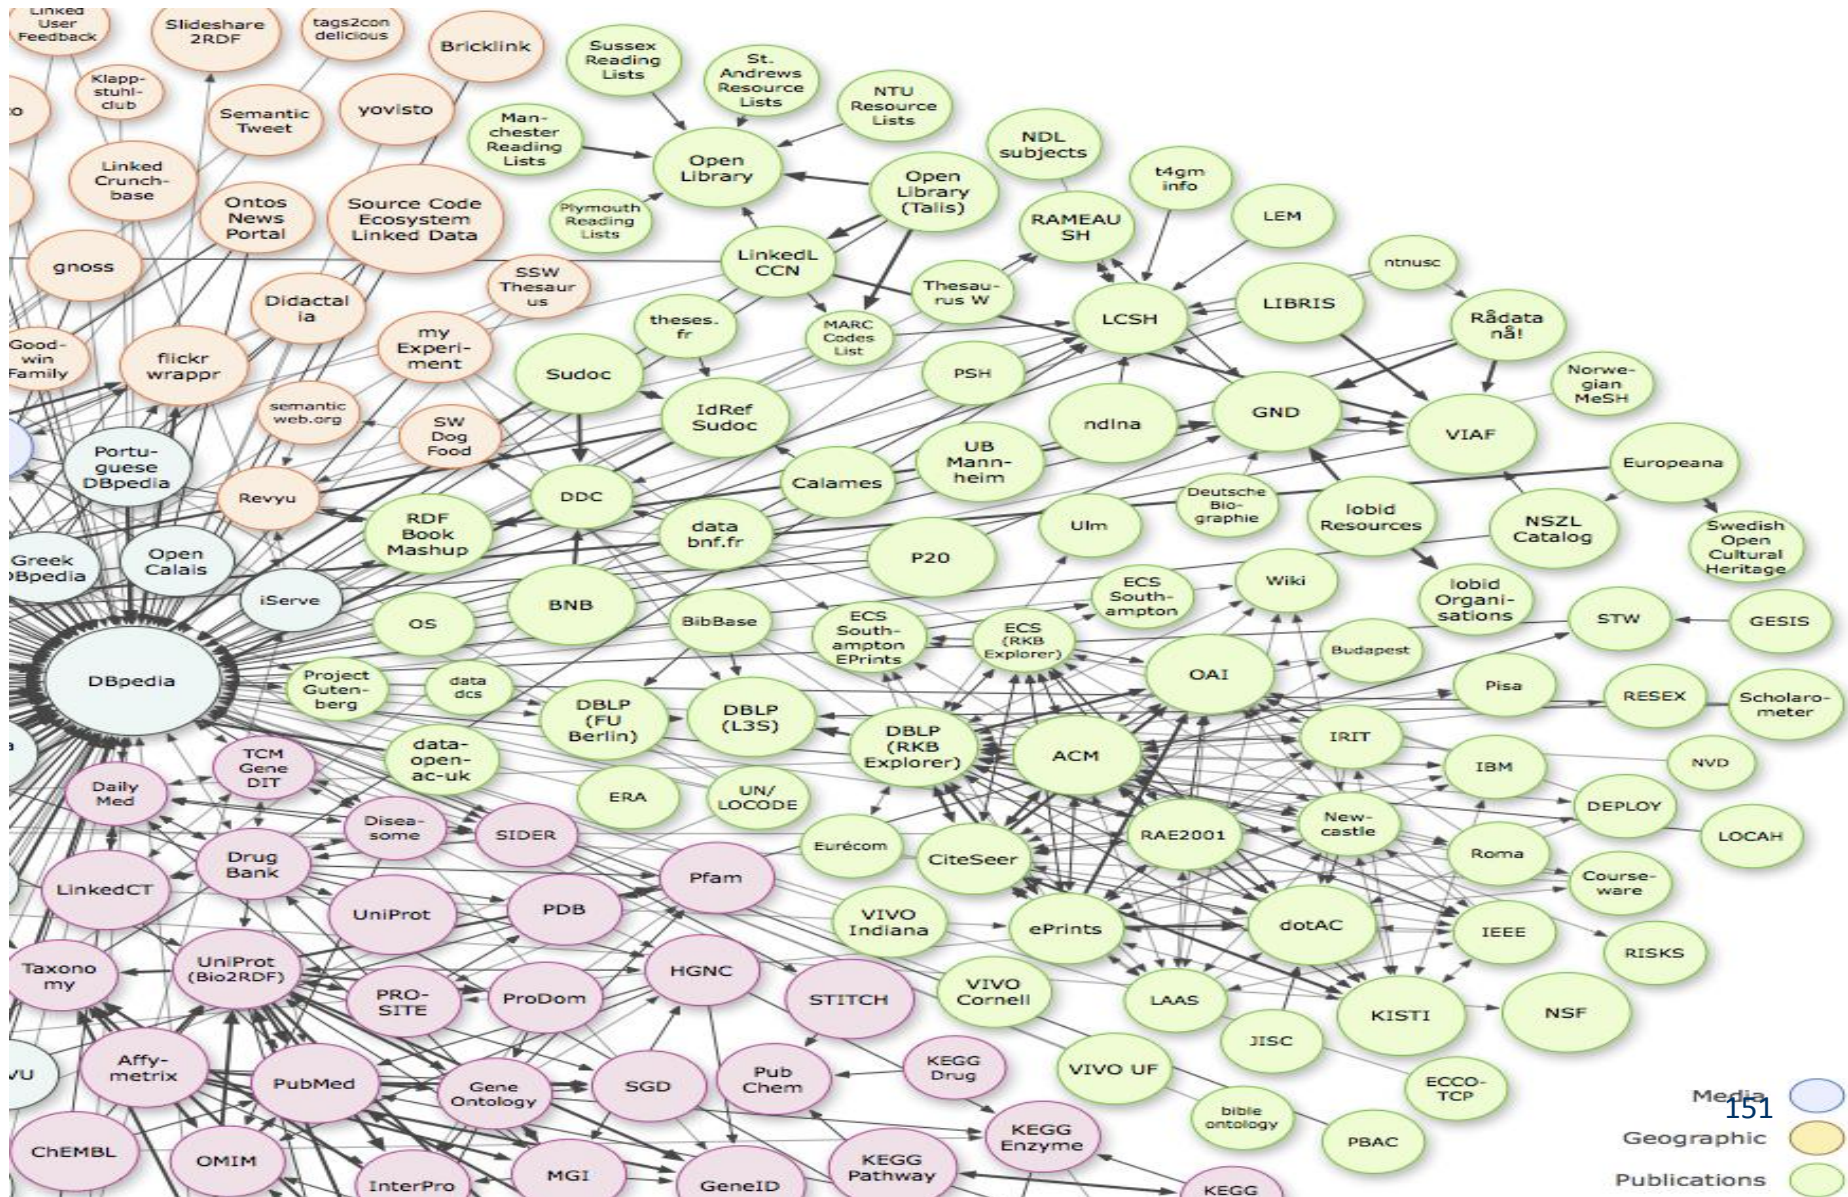 Linked
User
Feedback
Slideshare
2RDF
tags2con
delicious
Bricklink
Sussex
Reading
Lists
St.
Andrews
Resource
Lists
NTU
Resource
Lists
Klapp-
stuhl-
club
Semantic
Tweet
yovisto
Man-
chester
Reading
Lists
Open
Library
NDL
subjects
t4gm
info
Linked
Crunch-
base
Ontos
News
Portal
Source Code
Ecosystem
Linked Data
Plymouth
Reading
Lists
Open
Library
(Talis)
RAMEAU
SH
LEM
gnoss
SSW
Thesaur
us
LinkedL
CCN
Thesau-
rus W
LCSH
LIBRIS
ntnusc
Rådata
nå!
Didactal
ia
my
Experi-
ment
theses.
fr
MARC
Codes
List
PSH
Good-
win
Family
flickr
wrappr
Sudoc
IdRef
Sudoc
ndlna
GND
VIAF
Norwe-
gian
MeSH
semantic
web.org
SW
Dog
Food
UB
Mann-
heim
Europeana
Portu-
guese
DBpedia
Revyu
DDC
Calames
Deutsche
Bio-
graphie
lobid
Resources
NSZL
Catalog
Swedish
Open
Cultural
Heritage
RDF
Book
Mashup
data
bnf.fr
P20
Ulm
Greek
DBpedia
Open
Calais
iServe
BNB
ECS
South-
ampton
Wiki
lobid
Organi-
sations
STW
GESIS
OS
BibBase
ECS
South-
ampton
EPrints
ECS
(RKB
Explorer)
OAI
Budapest
DBpedia
Project
Guten-
berg
data
dcs
DBLP
(FU
Berlin)
DBLP
(L3S)
Pisa
RESEX
Scholaro-
meter
DBLP
(RKB
Explorer)
ACM
IRIT
IBM
NVD
TCM
Gene
DIT
data-
open-
ac-uk
Daily
Med
ERA
UN/
LOCODE
DEPLOY
Disea-
some
SIDER
Eurécom
CiteSeer
RAE2001
New-
castle
Roma
LOCAH
Drug
Bank
LinkedCT
Pfam
Course-
ware
UniProt
PDB
VIVO
Indiana
ePrints
dotAC
IEEE
RISKS
Taxono
my
UniProt
(Bio2RDF)
HGNC
PRO-
SITE
ProDom
STITCH
VIVO
Cornell
LAAS
KISTI
NSF
JISC
VU
Affy-
metrix
PubMed
Gene
Ontology
SGD
Pub
Chem
KEGG
Drug
VIVO UF
ECCO-
TCP
bible
ontology
PBAC
ChEMBL
OMIM
InterPro
MGI
GeneID
KEGG
Pathway
KEGG
Enzyme
KEGG
Media
151
Geographic
Publications